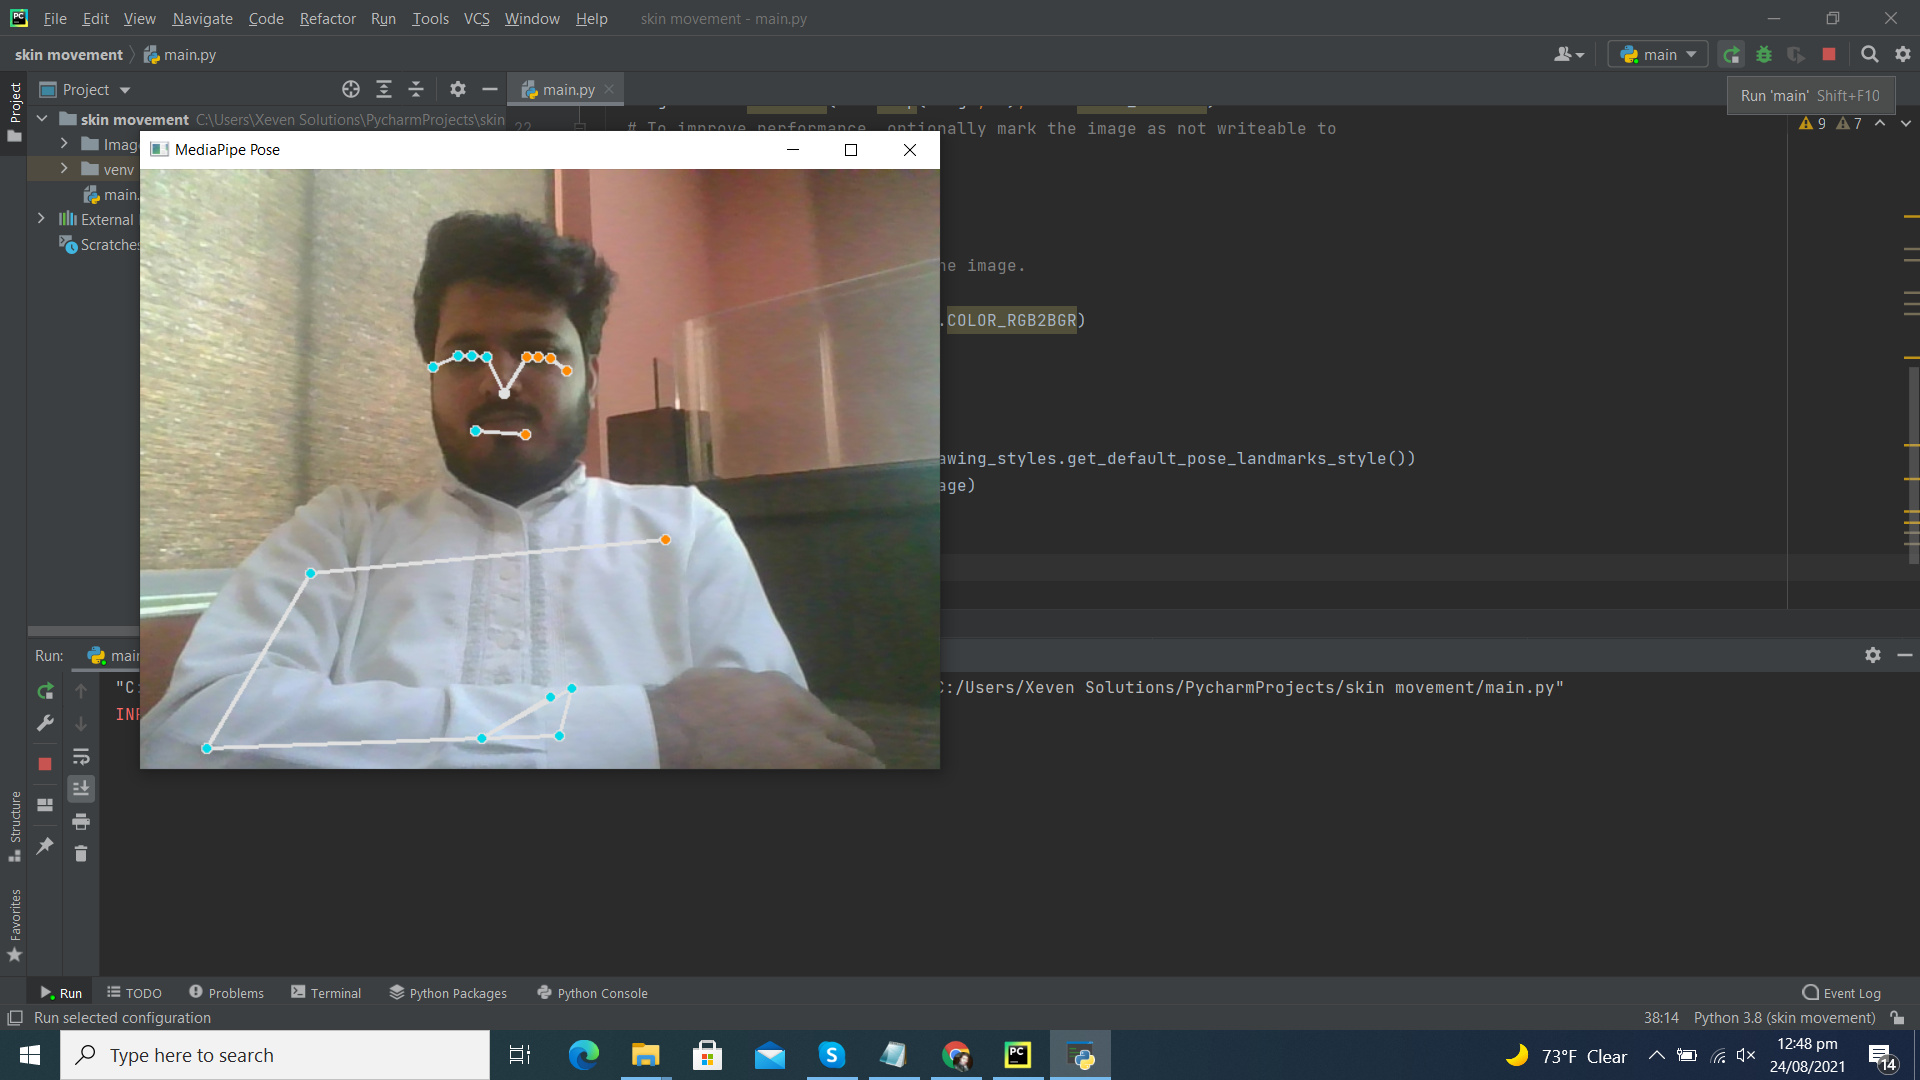 File Edit View Navigate Code Refactor Run Tools VCS Window Help skin movement - main.py
skin movement main.py
main
Project
Project
main.py
Run 'main' Shift+F10
skin movement C:\Users\Xeven Solutions\PycharmProjects\skin
22
# To improve performance, optionally mark the image as not writeable to
9 7
Imag
venv
main.
External
Scratches
MediaPipe Pose
he image.
.COLOR_RGB2BGR)
awing_styles.get_default_pose_landmarks_style())
age)
Run: main
"C: C:/Users/Xeven Solutions/PycharmProjects/skin movement/main.py"
INF
Structure
Favorites
Run TODO Problems Terminal Python Packages Python Console Event Log
Run selected configuration 38:14 Python 3.8 (skin movement)
Type here to search
73°F Clear
12:48 pm
24/08/2021
14